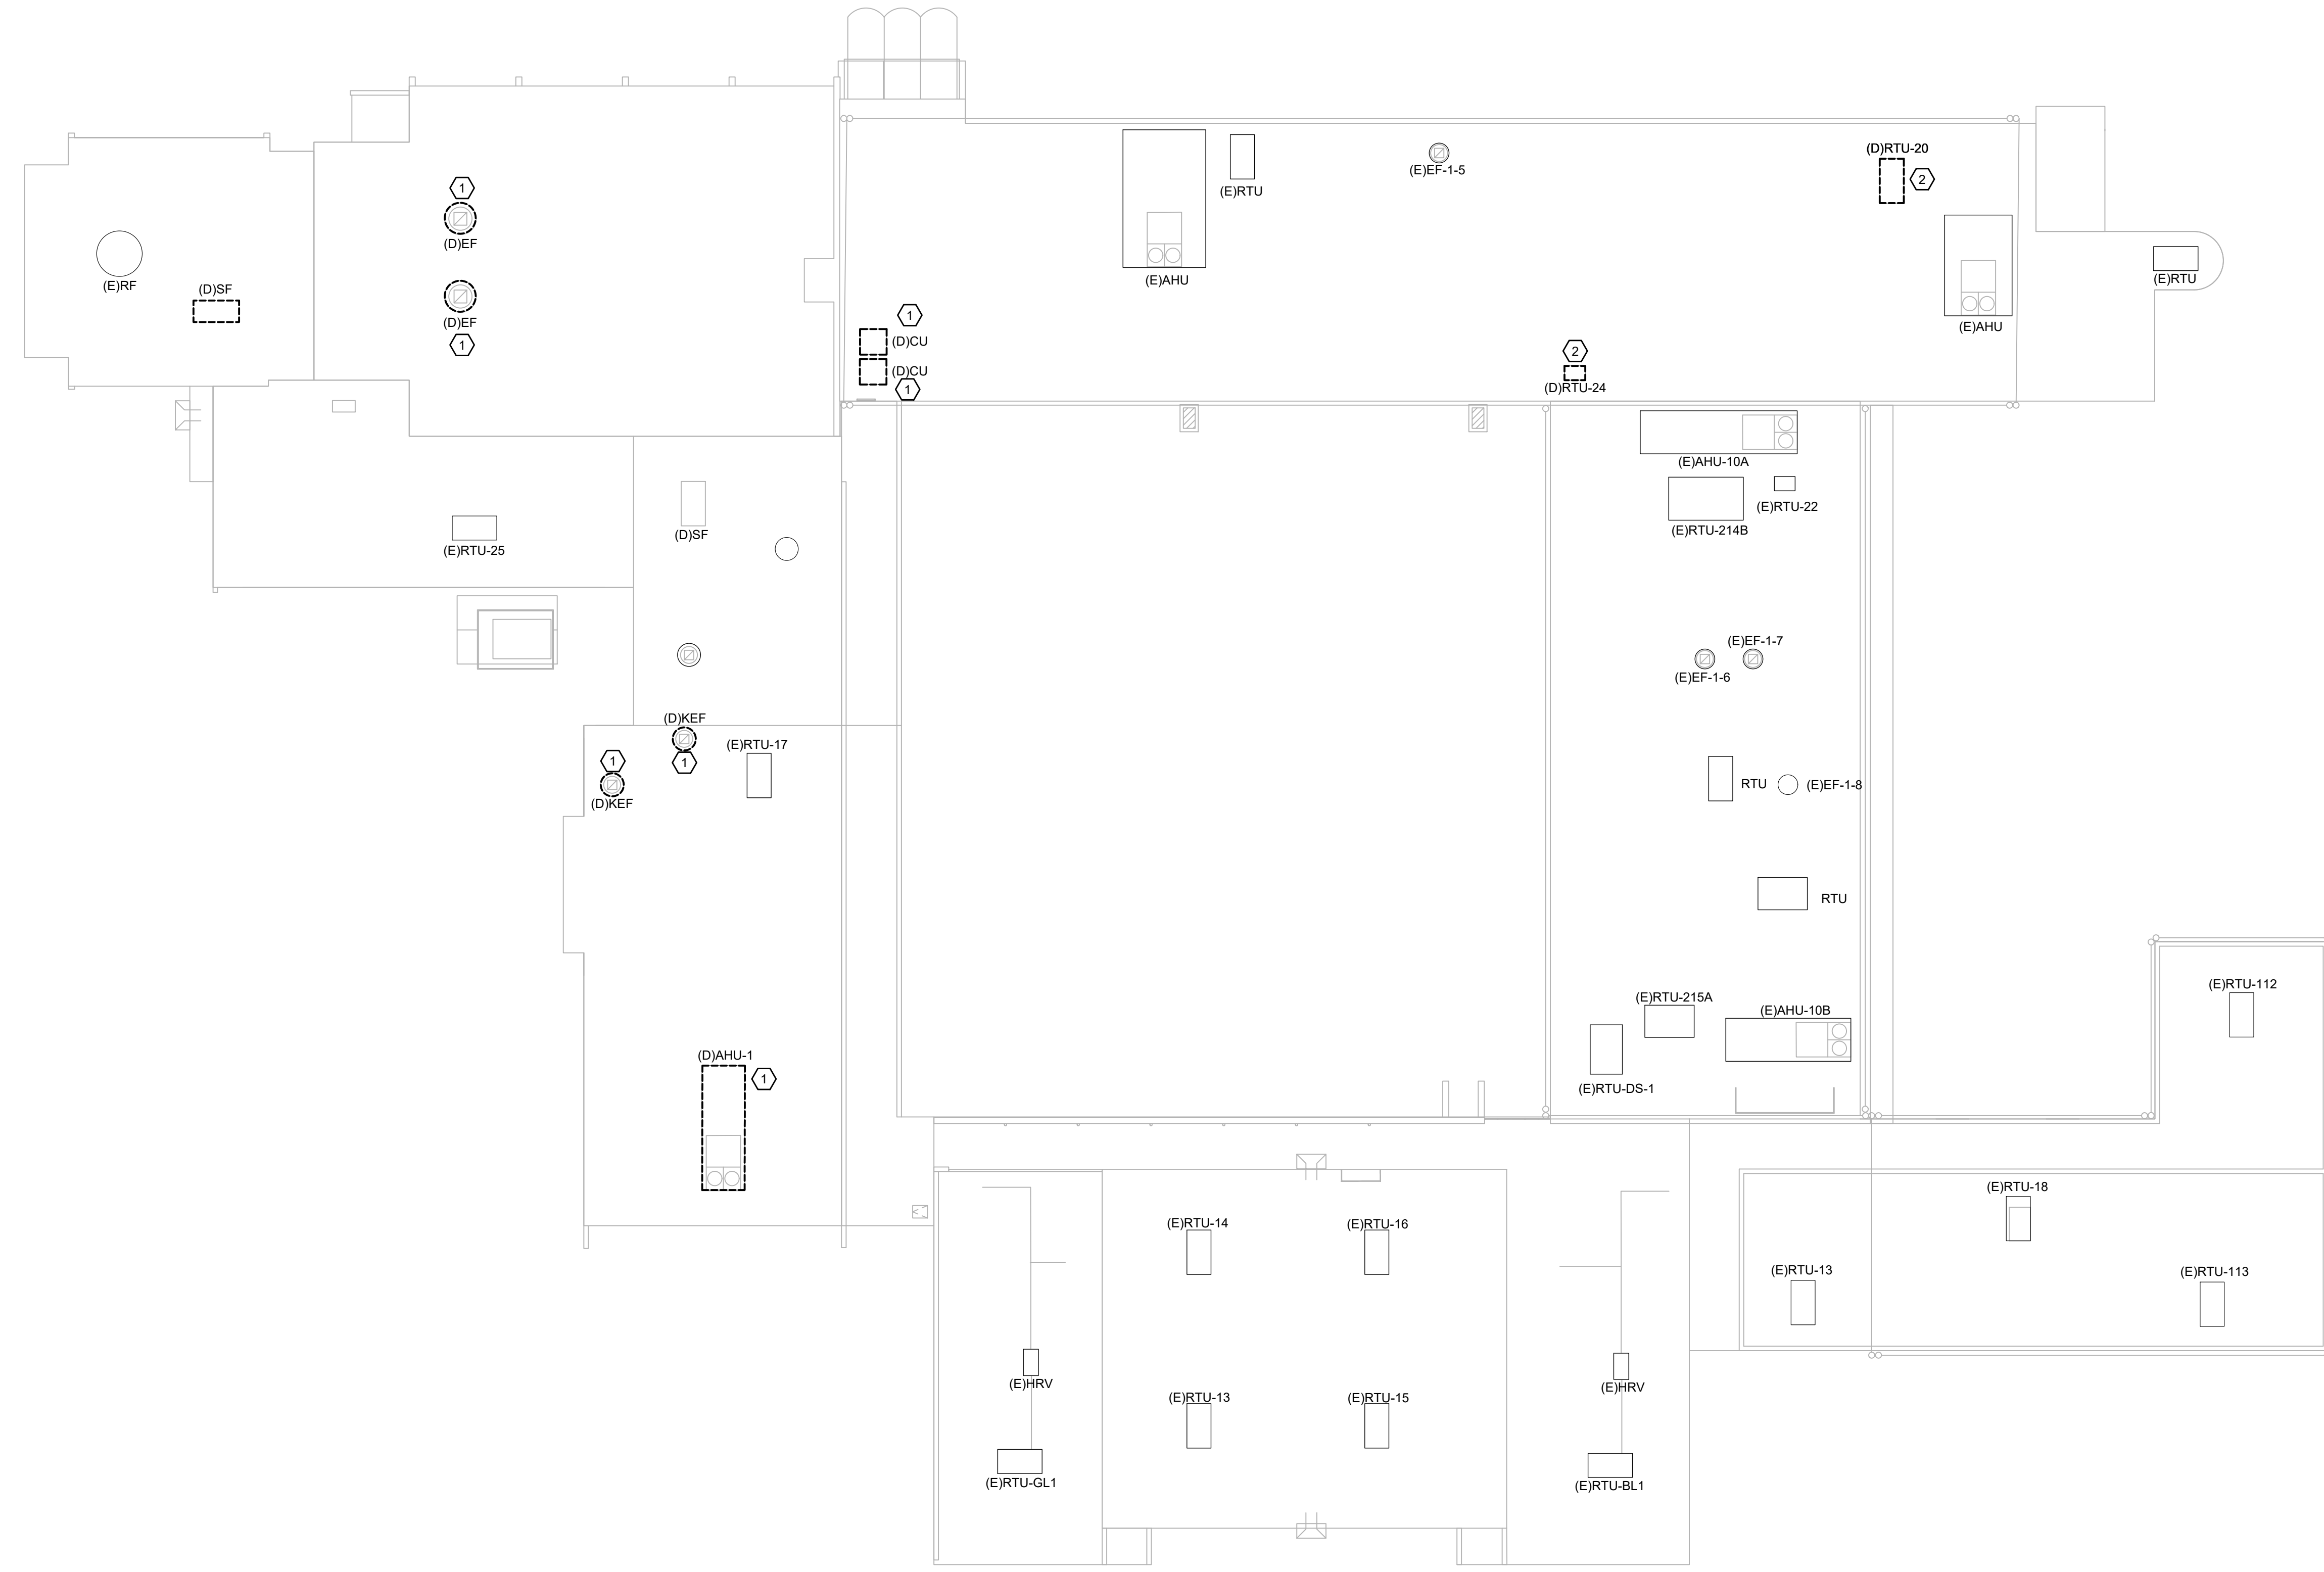 (D)RTU-20
2
1
(E)EF-1-5
(E)RTU
(D)EF
(E)AHU
(E)RTU
(E)RF
(D)SF
1
(D)EF
(E)AHU
1
(D)CU
2
(D)CU
1
(D)RTU-24
(E)AHU-10A
(E)RTU-22
(E)RTU-214B
(D)SF
(E)RTU-25
(E)EF-1-7
(E)EF-1-6
(D)KEF
(E)RTU-17
1
1
(D)KEF
RTU
(E)EF-1-8
RTU
(E)RTU-112
(E)RTU-215A
(E)AHU-10B
(D)AHU-1
1
(E)RTU-DS-1
(E)RTU-18
(E)RTU-14
(E)RTU-16
(E)RTU-13
(E)RTU-113
(E)HRV
(E)HRV
(E)RTU-13
(E)RTU-15
(E)RTU-GL1
(E)RTU-BL1